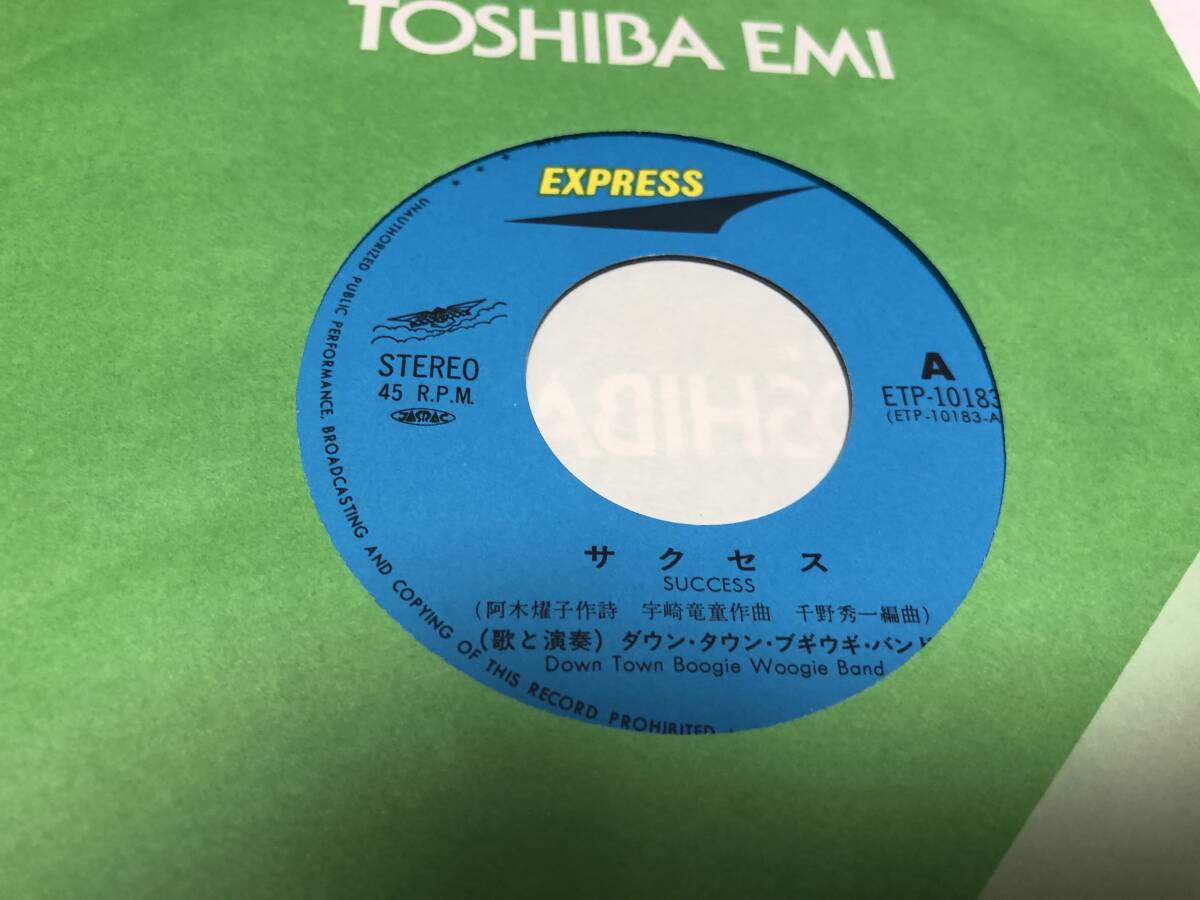 TOSHIBA EMI
EXPRESS
STEREO
45 R.P.M.
JASRAC
A
ETP-10183
(ETP-10183-A
サクセス
SUCCESS
(阿木燿子作詩 宇崎竜童作曲 千野秀一編曲)
(歌と演奏) ダウン・タウン・ブギウギ・バンド
Down Town Boogie Woogie Band
UNAUTHORIZED PUBLIC PERFORMANCE, BROADCASTING AND COPYING OF THIS RECORD PROHIBITED
OSHIBA